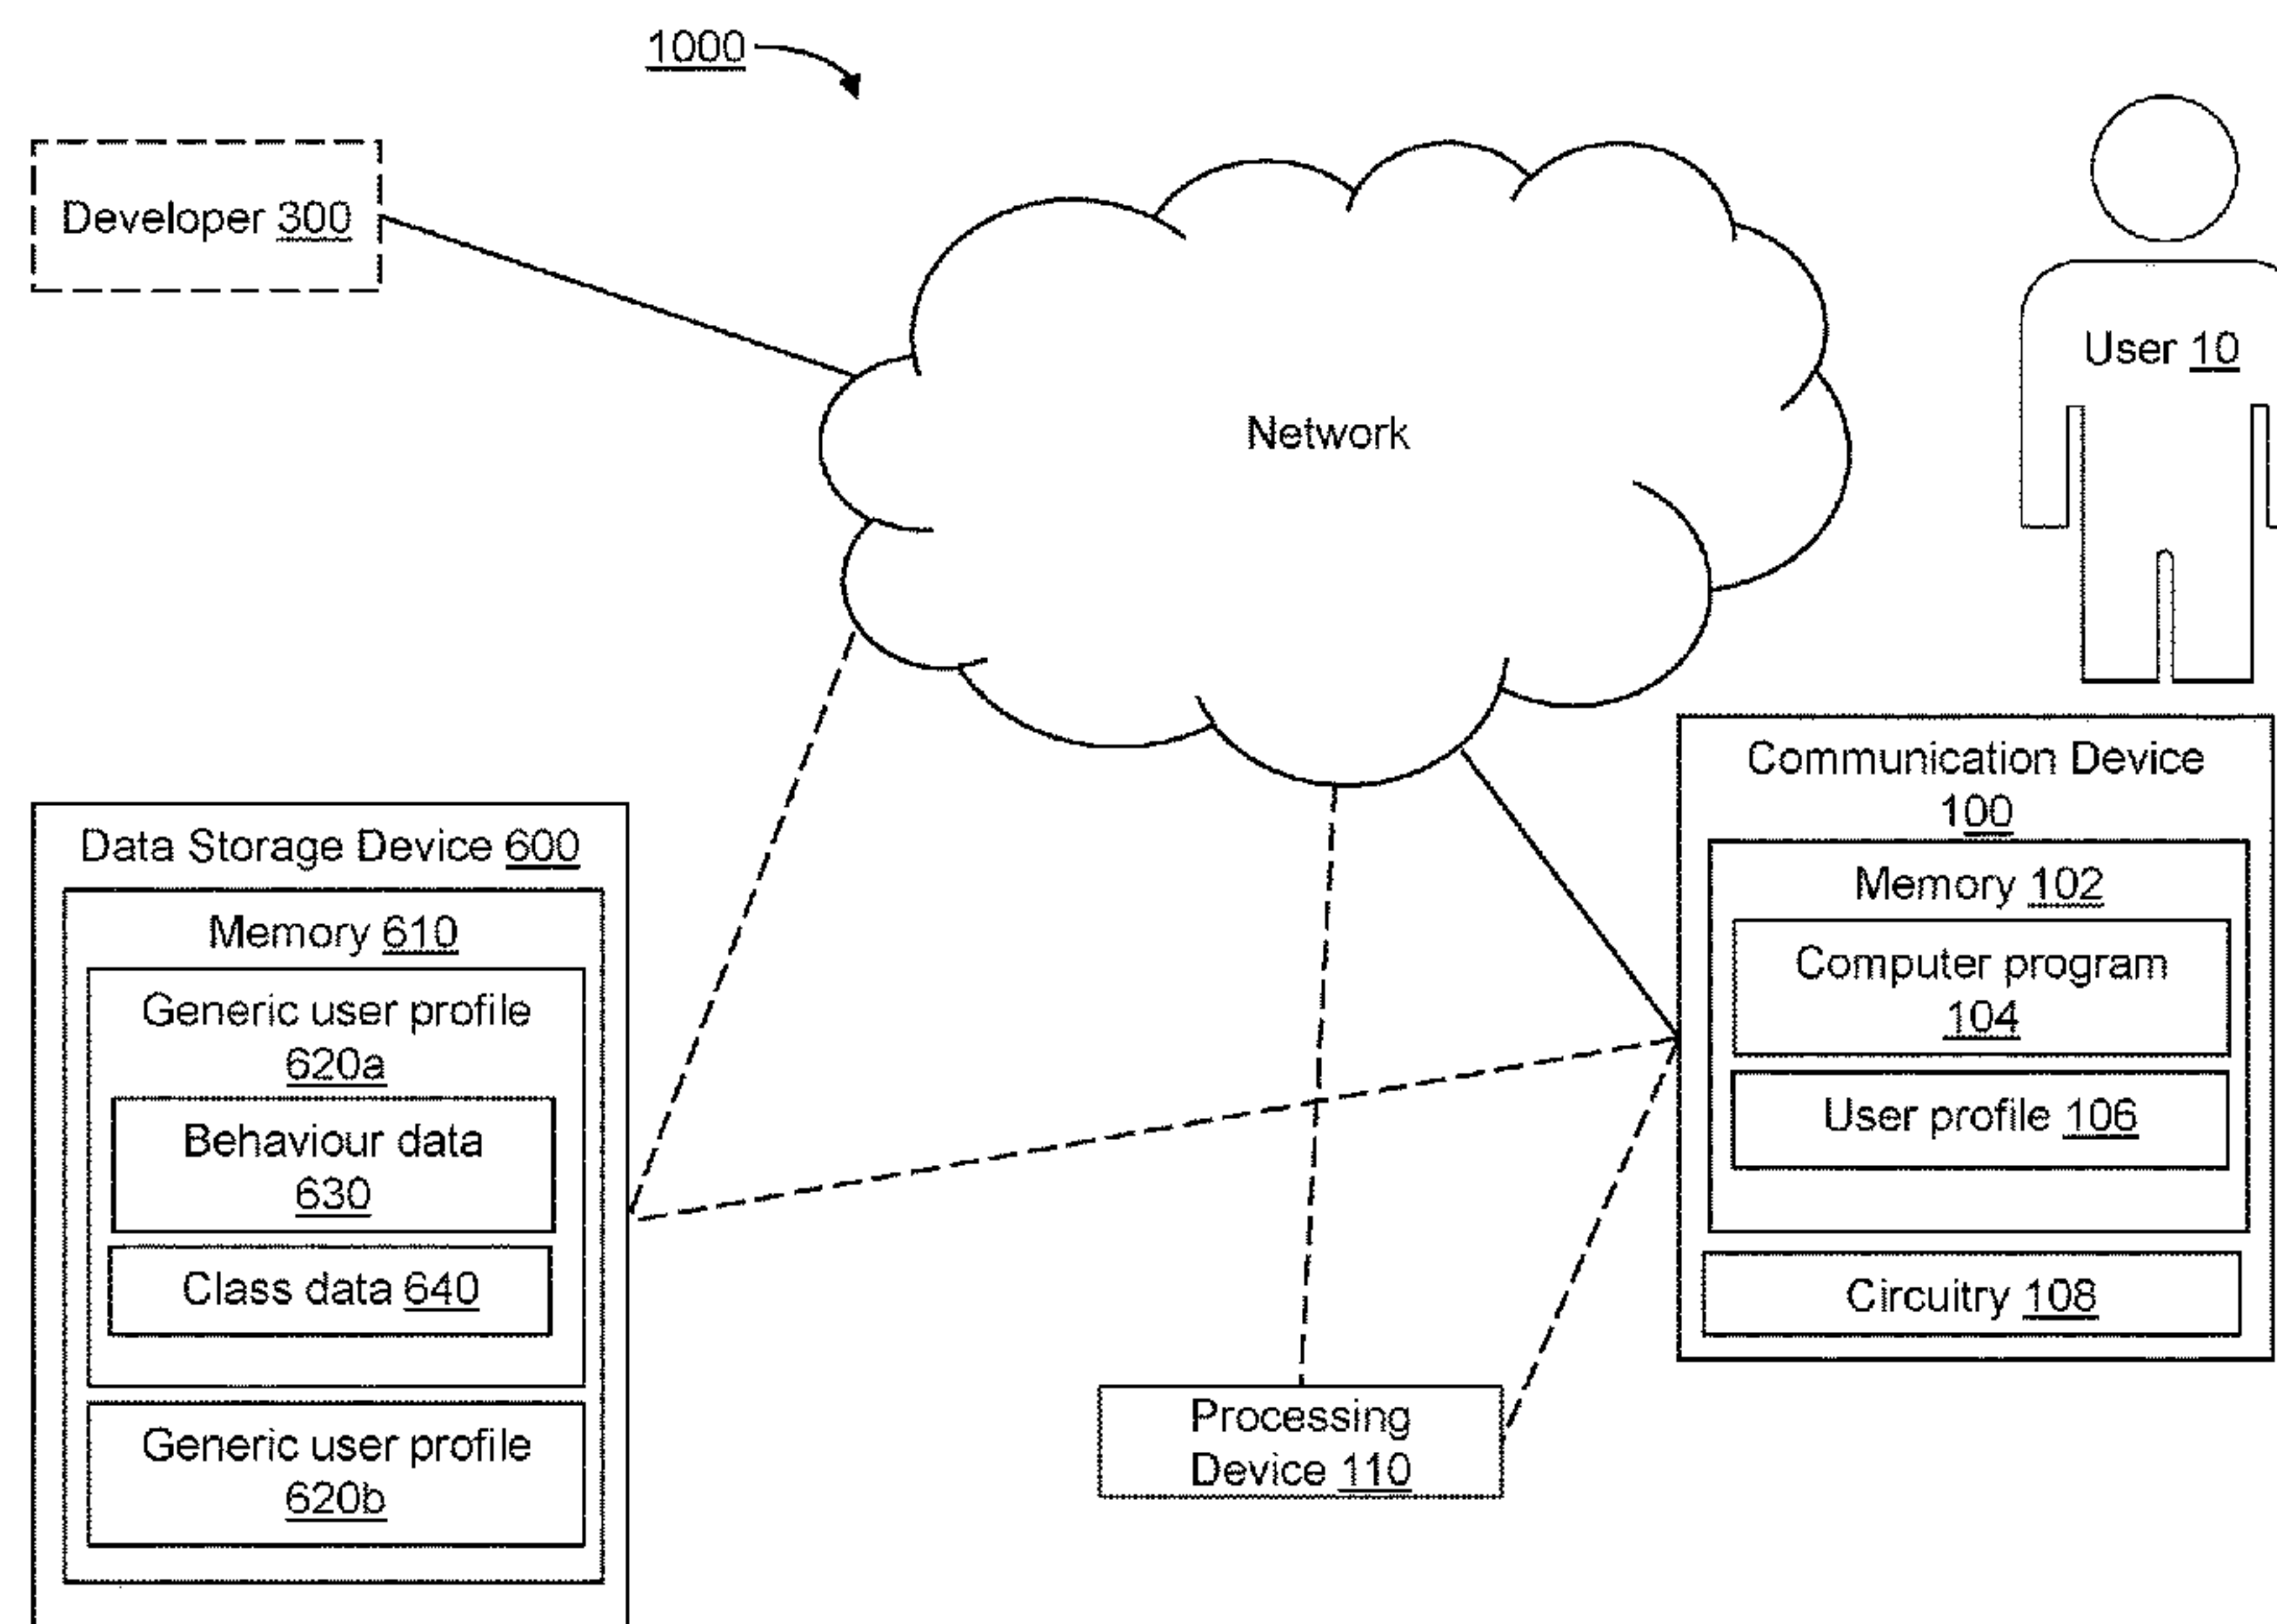 1000
Developer 300
Network
User 10
Communication Device
100
Memory 102
Computer program
104
User profile 106
Circuitry 108
Data Storage Device 600
Memory 610
Generic user profile
620a
Behaviour data
630
Class data 640
Generic user profile
620b
Processing
Device 110